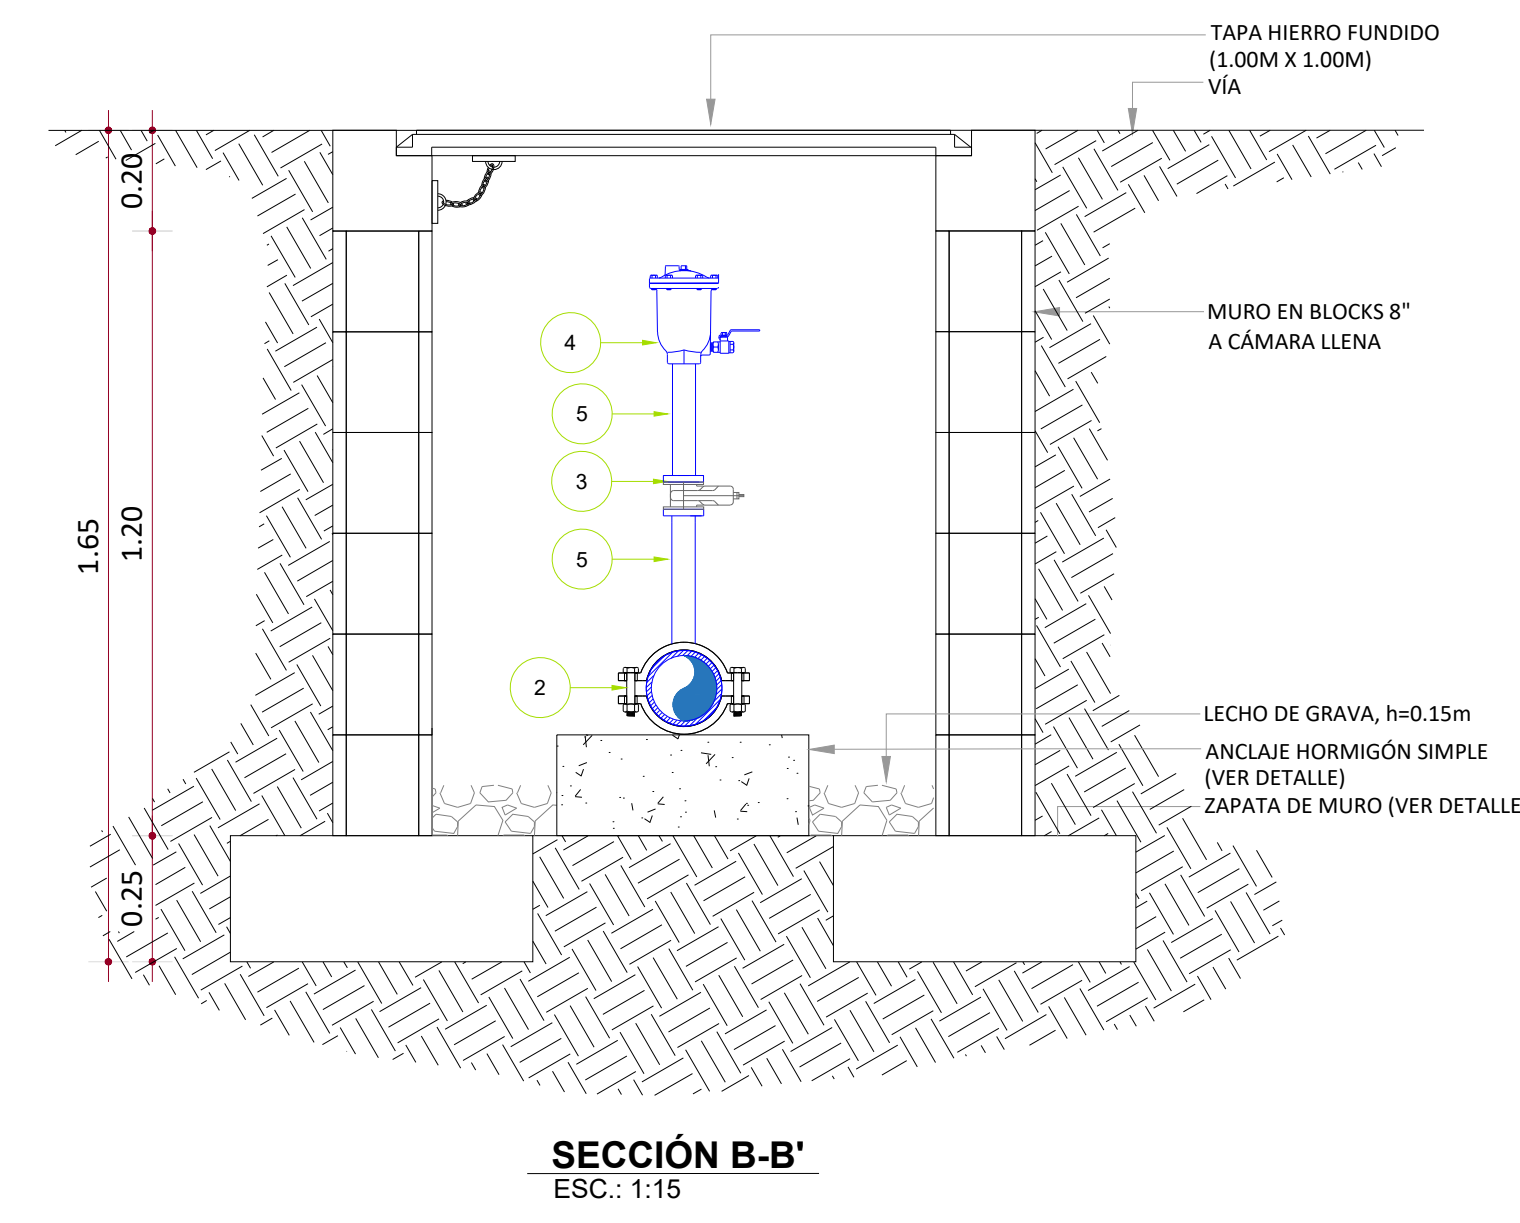 TAPA HIERRO FUNDIDO
(1.00M X 1.00M)
VÍA
0.20
MURO EN BLOCKS 8"
A CÁMARA LLENA
4
5
3
1.65
1.20
5
2
LECHO DE GRAVA, h=0.15m
ANCLAJE HORMIGÓN SIMPLE
(VER DETALLE)
ZAPATA DE MURO (VER DETALLE
0.25
SECCIÓN B-B'
ESC.: 1:15